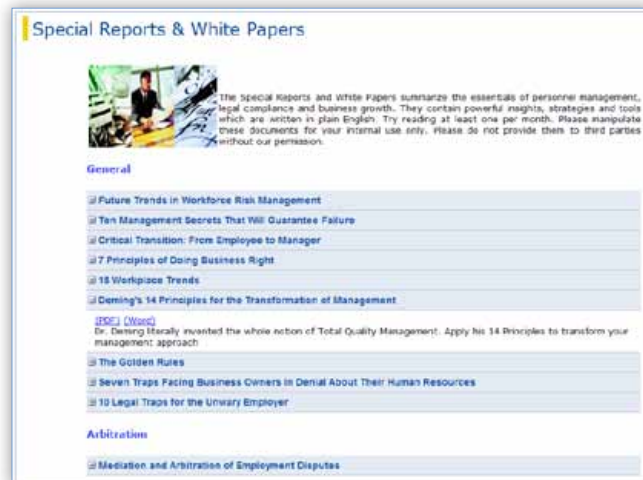 Special Reports & White Papers
The Special Reports and White Papers summarize the essentials of personnel management,
legal compliance and business growth. They contain powerful insights, strategies and tools
which are written in plain English. Try reading at least one per month. Please manipulate
these documents for your internal use only. Please do not provide them to third parties
without our permission.
General
Future Trends in Workforce Risk Management
Ten Management Secrets That Will Guarantee Failure
Critical Transition: From Employee to Manager
7 Principles of Doing Business Right
18 Workplace Trends
Deming's 14 Principles for the Transformation of Management
(PDF) (Word)
Dr. Deming literally invented the whole notion of Total Quality Management. Apply his 14 Principles to transform your
management approach
The Golden Rules
Seven Traps Facing Business Owners in Denial About Their Human Resources
10 Legal Traps for the Unwary Employer
Arbitration
Mediation and Arbitration of Employment Disputes